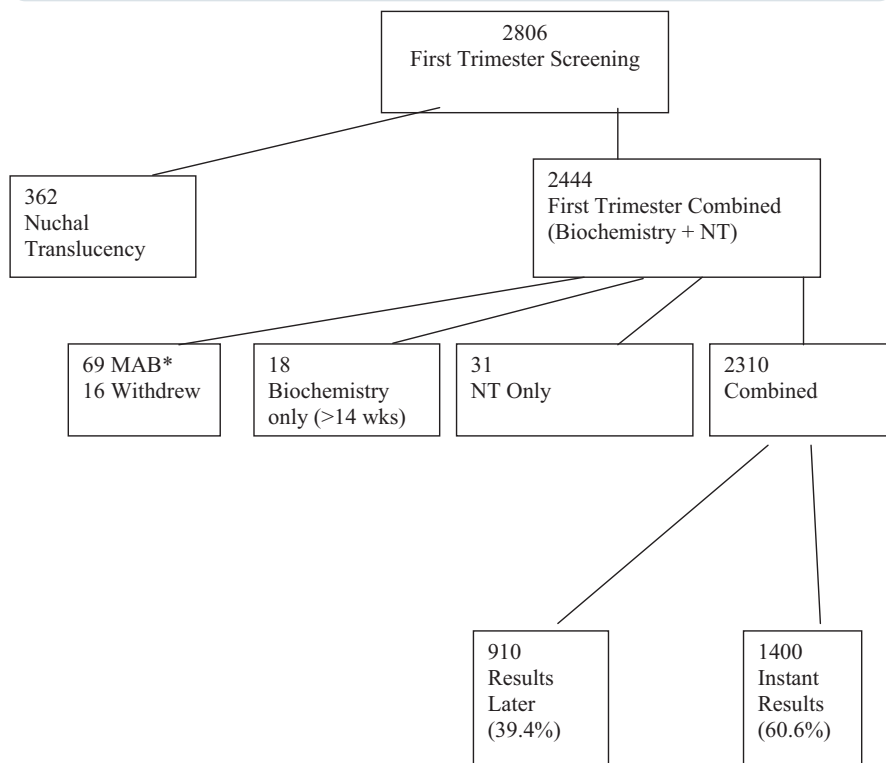 2806
First Trimester Screening
362
Nuchal
Translucency
2444
First Trimester Combined
(Biochemistry + NT)
69 MAB*
16 Withdrew
18
Biochemistry
only (>14 wks)
31
NT Only
2310
Combined
910
Results
Later
(39.4%)
1400
Instant
Results
(60.6%)